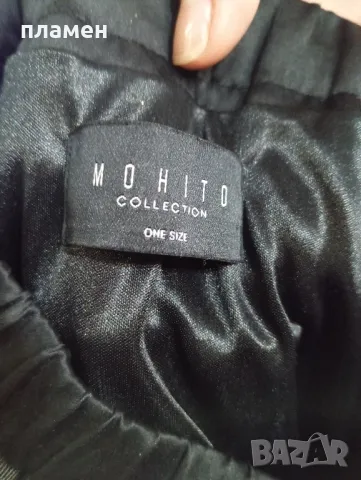 пламен
MOHITO
COLLECTION
ONE SIZE
BAZAR